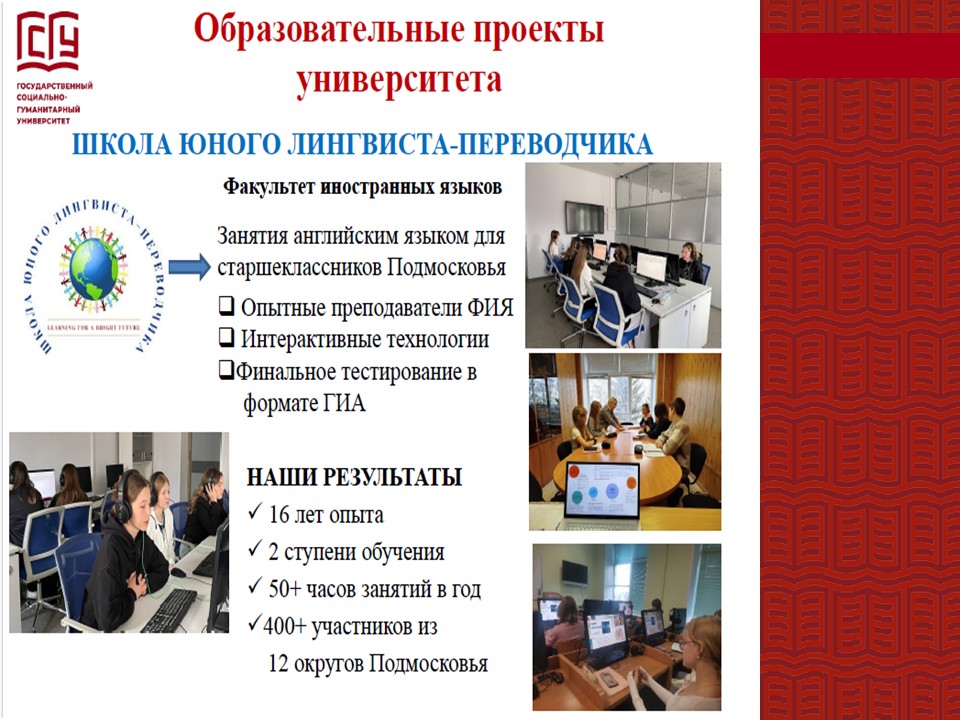 ГСГУ
ГОСУДАРСТВЕННЫЙ
СОЦИАЛЬНО-
ГУМАНИТАРНЫЙ
УНИВЕРСИТЕТ
Образовательные проекты
университета
ШКОЛА ЮНОГО ЛИНГВИСТА-ПЕРЕВОДЧИКА
ШКОЛА ЮНОГО ЛИНГВИСТА-ПЕРЕВОДЧИКА
LEARNING FOR A BRIGHT FUTURE
Факультет иностранных языков
Занятия английским языком для
старшеклассников Подмосковья
Опытные преподаватели ФИЯ
Интерактивные технологии
Финальное тестирование в
формате ГИА
НАШИ РЕЗУЛЬТАТЫ
16 лет опыта
2 ступени обучения
50+ часов занятий в год
400+ участников из
12 округов Подмосковья